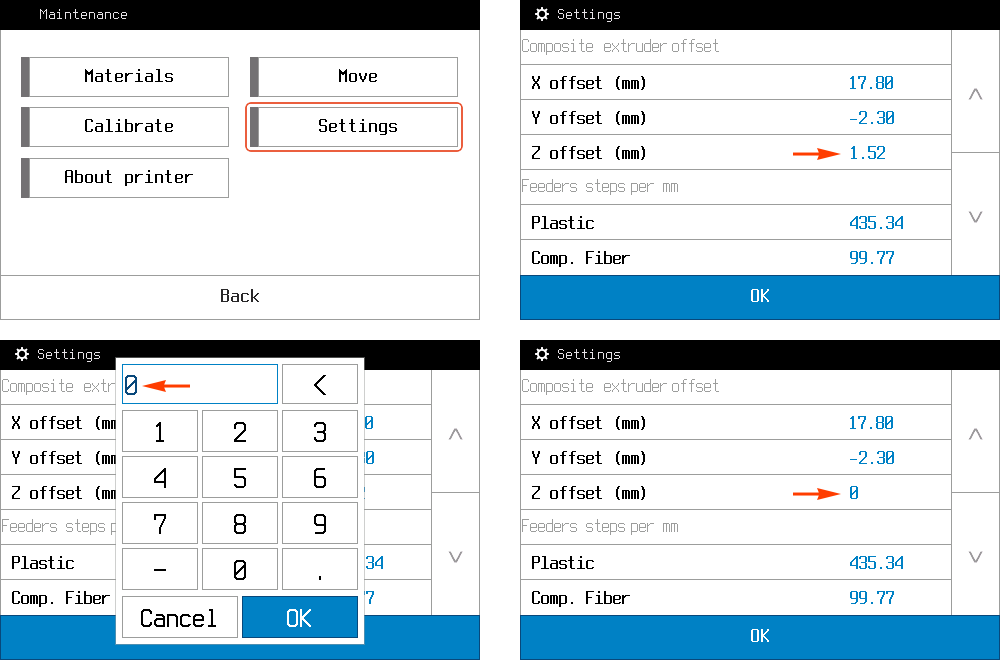 Maintenance
Materials
Move
Calibrate
Settings
About printer
Back
Settings
Composite extruder offset
X offset (mm) 17.80
Y offset (mm) -2.30
Z offset (mm) 1.52
Feeders steps per mm
Plastic 435.34
Comp. Fiber 99.77
OK
Settings
Composite extr
X offset (mm 0
Y offset (mm 0
Z offset (mm
Feeders steps p
Plastic 34
Comp. Fiber 7
0 <
1 2 3
4 5 6
7 8 9
- 0 .
Cancel OK
Settings
Composite extruder offset
X offset (mm) 17.80
Y offset (mm) -2.30
Z offset (mm) 0
Feeders steps per mm
Plastic 435.34
Comp. Fiber 99.77
OK